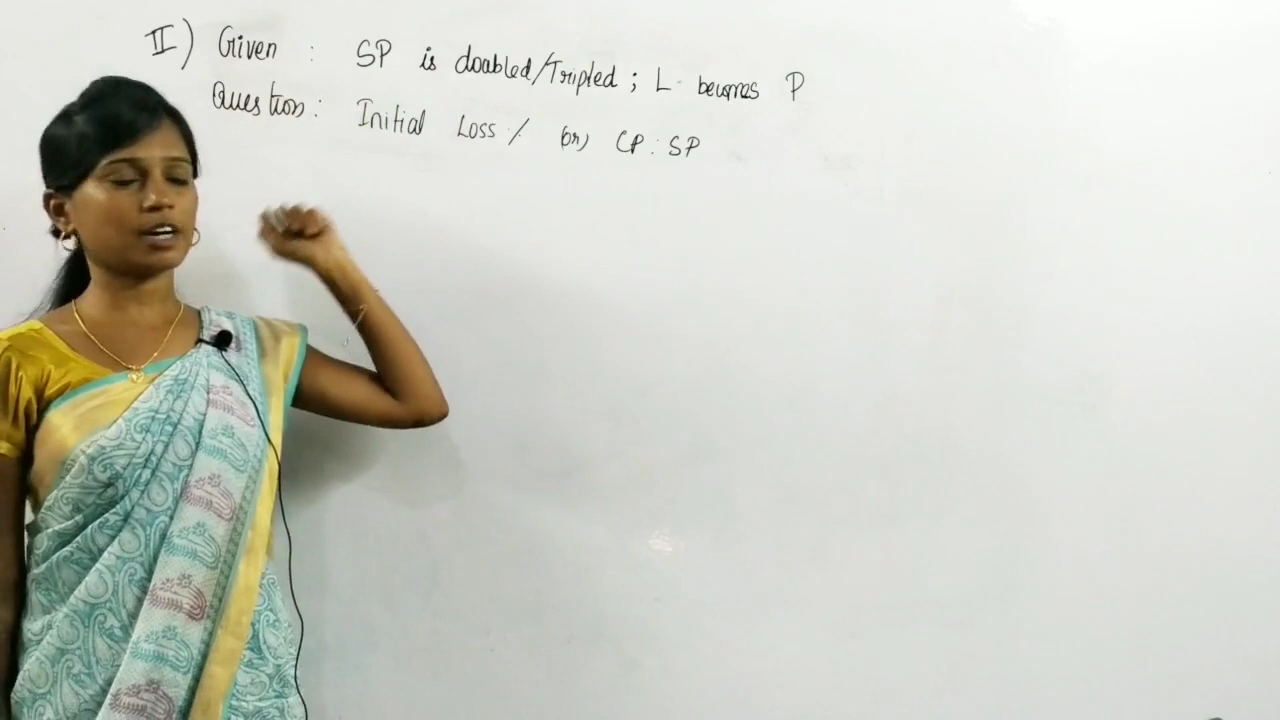 II) Given : SP is doubled/Tripled ; L becomes P
Question : Initial Loss % (or) CP : SP